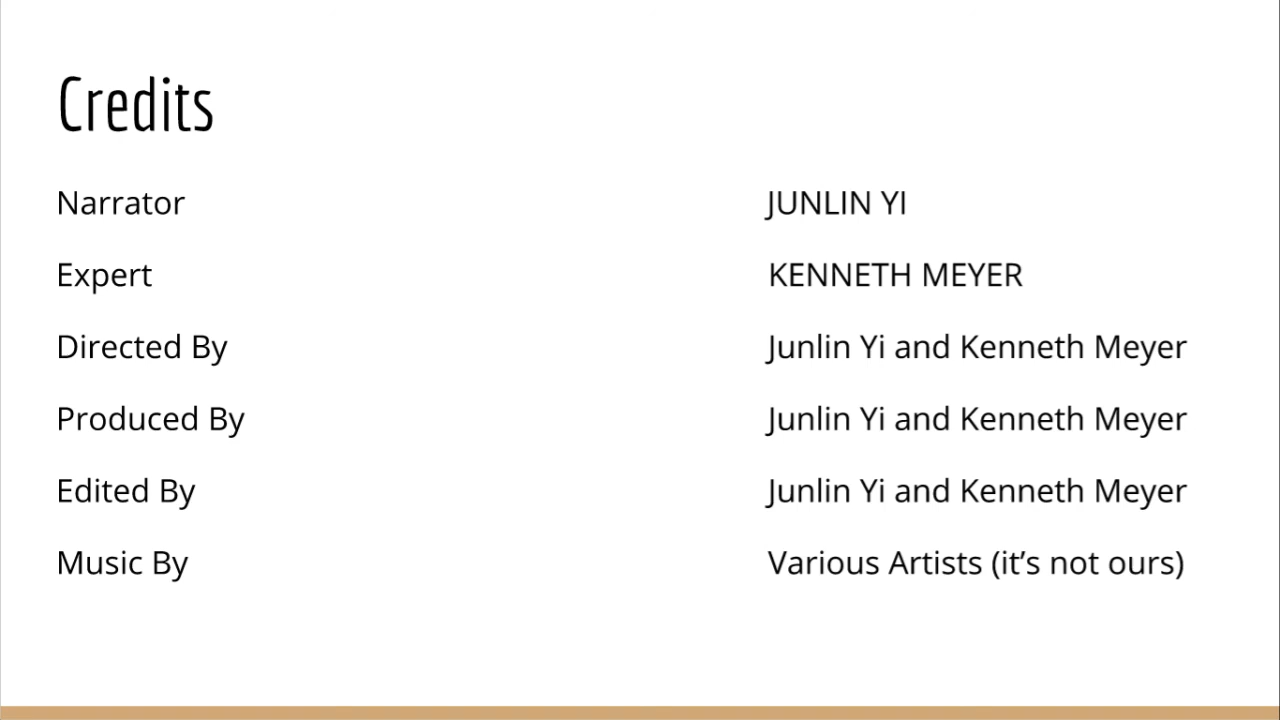 Credits
Narrator JUNLIN YI
Expert KENNETH MEYER
Directed By Junlin Yi and Kenneth Meyer
Produced By Junlin Yi and Kenneth Meyer
Edited By Junlin Yi and Kenneth Meyer
Music By Various Artists (it’s not ours)